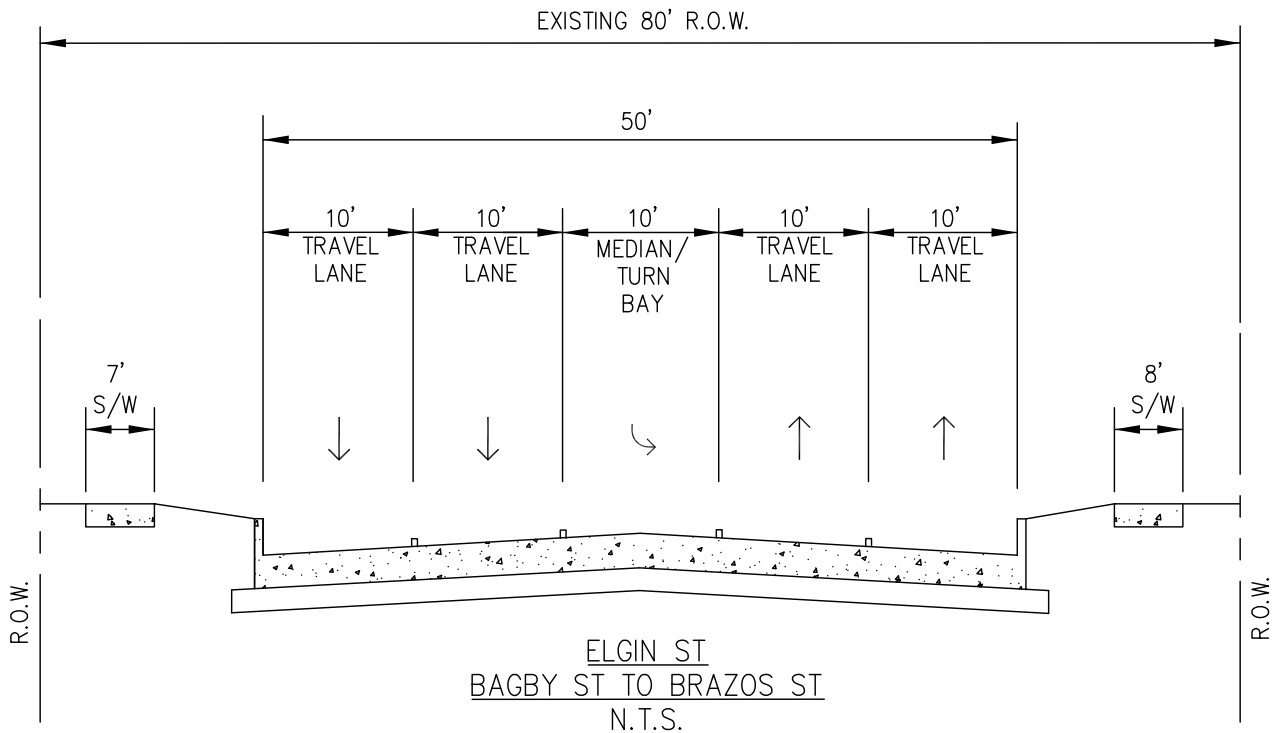 EXISTING 80' R.O.W.
50'
10'
TRAVEL
LANE
10'
TRAVEL
LANE
10'
MEDIAN/
TURN
BAY
10'
TRAVEL
LANE
10'
TRAVEL
LANE
7'
S/W
8'
S/W
R.O.W.
R.O.W.
ELGIN ST
BAGBY ST TO BRAZOS ST
N.T.S.